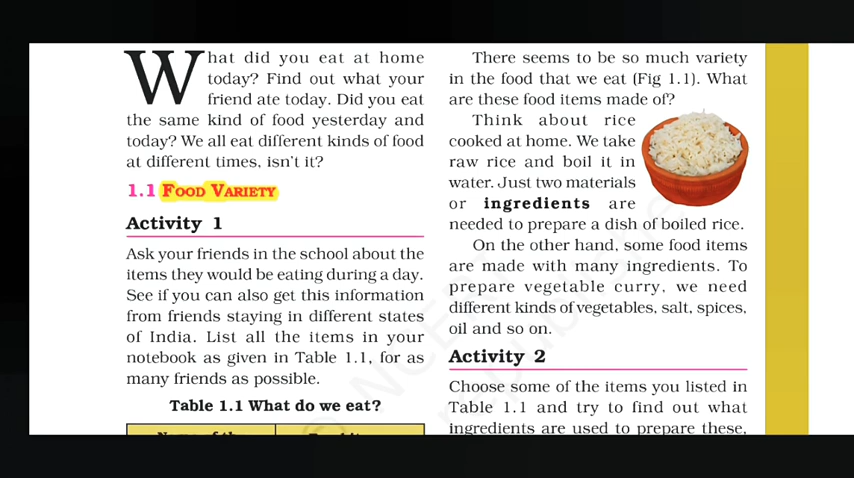 What did you eat at home
today? Find out what your
friend ate today. Did you eat
the same kind of food yesterday and
today? We all eat different kinds of food
at different times, isn't it?
1.1 FOOD VARIETY
Activity 1
Ask your friends in the school about the
items they would be eating during a day.
See if you can also get this information
from friends staying in different states
of India. List all the items in your
notebook as given in Table 1.1, for as
many friends as possible.
Table 1.1 What do we eat?
There seems to be so much variety
in the food that we eat (Fig 1.1). What
are these food items made of?
Think about rice
cooked at home. We take
raw rice and boil it in
water. Just two materials
or ingredients are
needed to prepare a dish of boiled rice.
On the other hand, some food items
are made with many ingredients. To
prepare vegetable curry, we need
different kinds of vegetables, salt, spices,
oil and so on.
Activity 2
Choose some of the items you listed in
Table 1.1 and try to find out what
ingredients are used to prepare these,